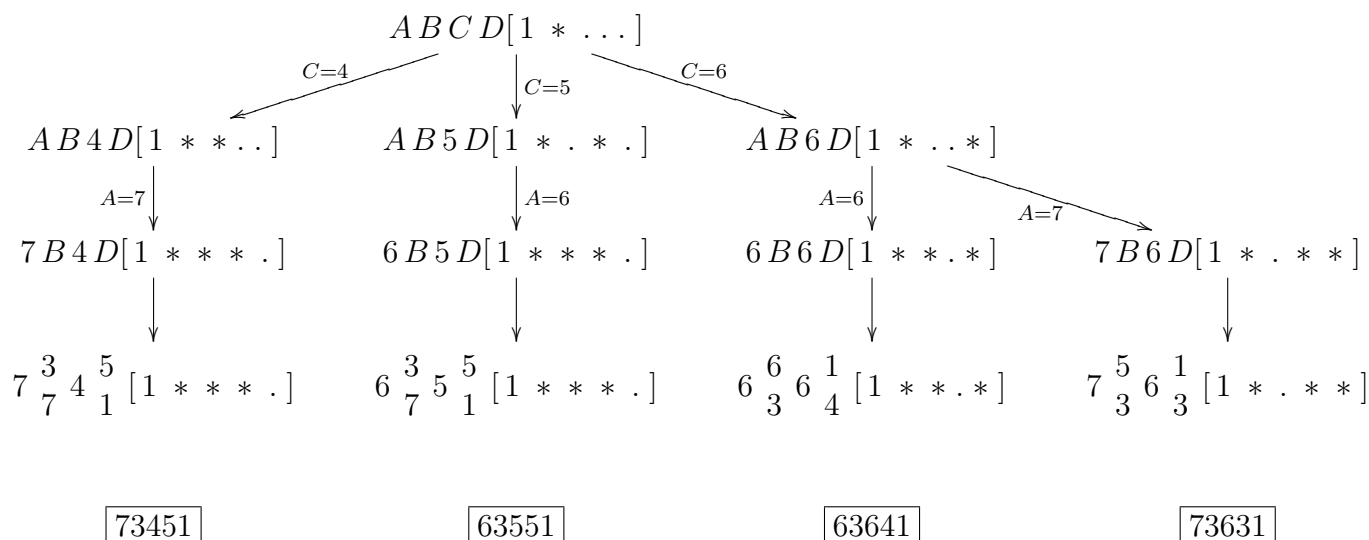 A B C D[ 1 * . . . ]
C=4 C=5 C=6
A B 4 D[ 1 * * . . ] A B 5 D[ 1 * . * . ] A B 6 D[ 1 * . . * ]
A=7 A=6 A=6 A=7
7 B 4 D[ 1 * * * . ] 6 B 5 D[ 1 * * * . ] 6 B 6 D[ 1 * * . * ] 7 B 6 D[ 1 * . * * ]
3 5 3 5 6 1 5 1
7 4 [ 1 * * * . ] 6 5 [ 1 * * * . ] 6 6 [ 1 * * . * ] 7 6 [ 1 * . * * ]
7 1 7 1 3 4 3 3
73451 63551 63641 73631